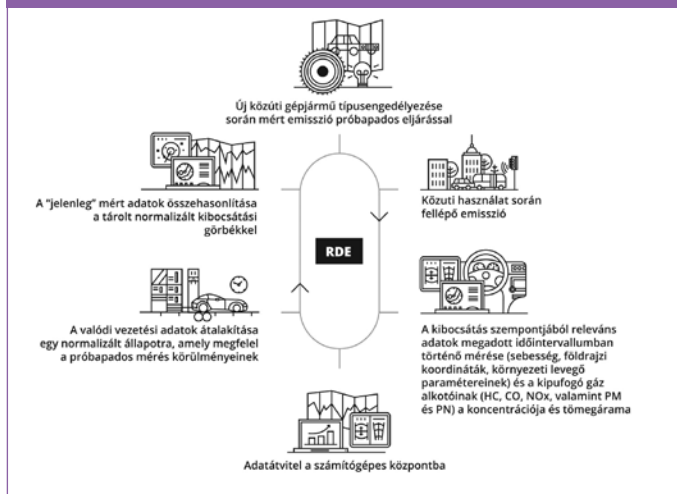 Új közúti gépjármű típusengedélyezése
során mért emisszió próbapados eljárással
A "jelenleg" mért adatok összehasonlítása
a tárolt normalizált kibocsátási
görbékkel
Közuti használat során
fellépő emisszió
RDE
A valódi vezetési adatok átalakítása
egy normalizált állapotra, amely megfelel
a próbapados mérés körülményeinek
A kibocsátás szempontjából releváns
adatok megadott időintervallumban
történő mérése (sebesség, földrajzi
koordináták, környezeti levegő
paramétereinek) és a kipufogó gáz
alkotóinak (HC, CO, NOx, valamint PM
és PN) a koncentrációja és tömegárama
Adatátvitel a számítógépes központba